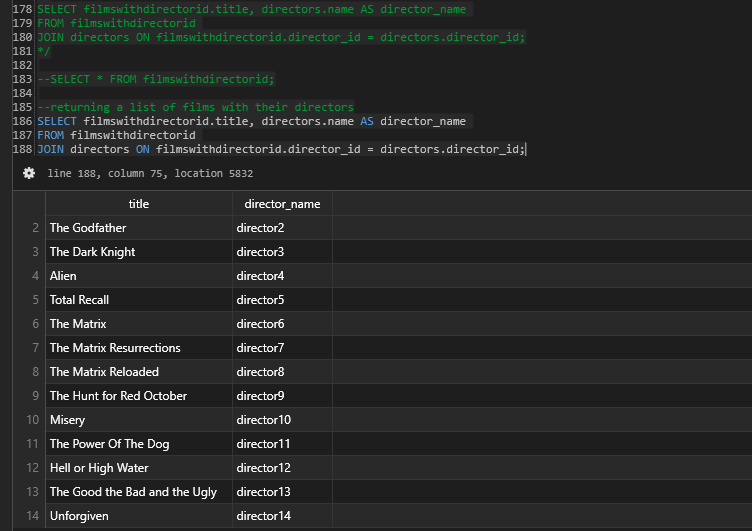 178 SELECT filmswithdirectorid.title, directors.name AS director_name
179 FROM filmswithdirectorid
180 JOIN directors ON filmswithdirectorid.director_id = directors.director_id;
181 */
182
183 --SELECT * FROM filmswithdirectorid;
184
185 --returning a list of films with their directors
186 SELECT filmswithdirectorid.title, directors.name AS director_name
187 FROM filmswithdirectorid
188 JOIN directors ON filmswithdirectorid.director_id = directors.director_id;
line 188, column 75, location 5832
title director_name
2 The Godfather director2
3 The Dark Knight director3
4 Alien director4
5 Total Recall director5
6 The Matrix director6
7 The Matrix Resurrections director7
8 The Matrix Reloaded director8
9 The Hunt for Red October director9
10 Misery director10
11 The Power Of The Dog director11
12 Hell or High Water director12
13 The Good the Bad and the Ugly director13
14 Unforgiven director14